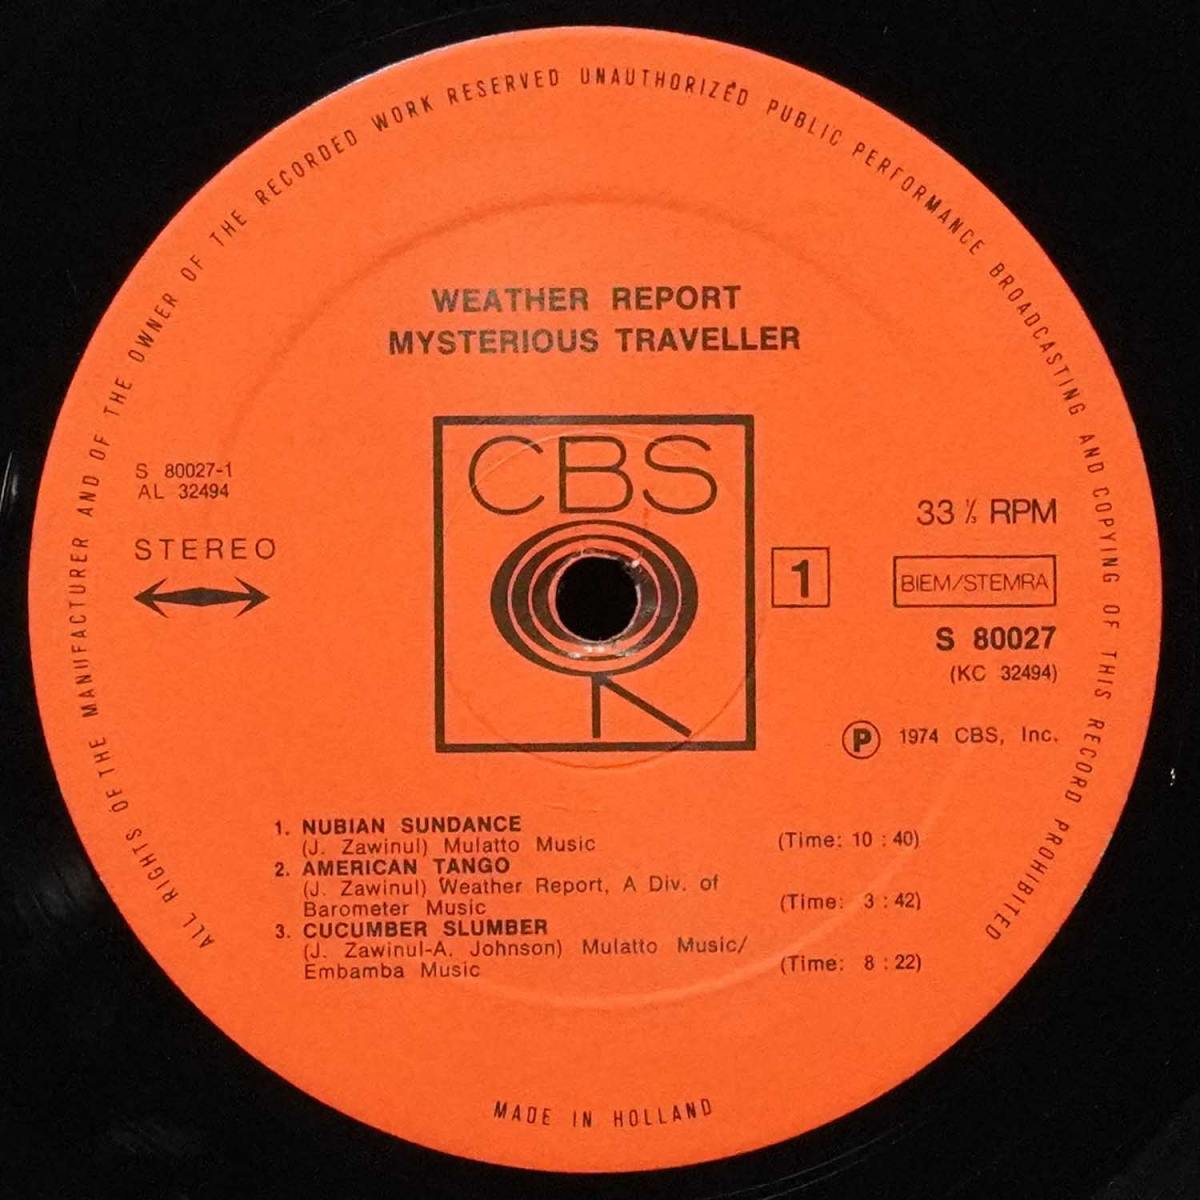 ALL RIGHTS OF THE MANUFACTURER AND OF THE OWNER OF THE RECORDED WORK RESERVED UNAUTHORIZED PUBLIC PERFORMANCE BROADCASTING AND COPYING OF THIS RECORD PROHIBITED
WEATHER REPORT
MYSTERIOUS TRAVELLER
CBS
S 80027-1
AL 32494
STEREO
1
33 ⅓ RPM
BIEM/STEMRA
S 80027
(KC 32494)
℗ 1974 CBS, Inc.
1. NUBIAN SUNDANCE
(J. Zawinul) Mulatto Music (Time: 10 : 40)
2. AMERICAN TANGO
(J. Zawinul) Weather Report, A Div. of
Barometer Music (Time: 3 : 42)
3. CUCUMBER SLUMBER
(J. Zawinul-A. Johnson) Mulatto Music/
Embamba Music (Time: 8 : 22)
MADE IN HOLLAND